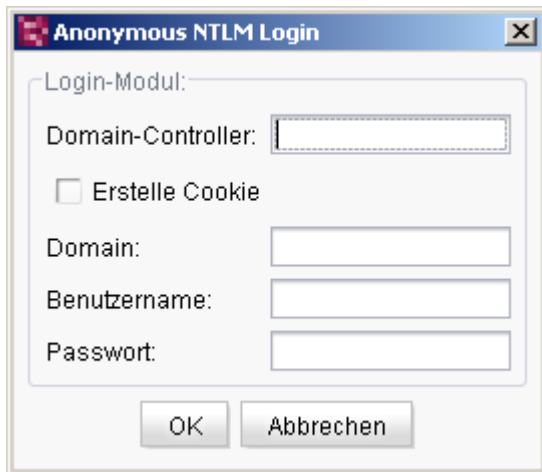 Anonymous NTLM Login
Login-Modul:
Domain-Controller:
Erstelle Cookie
Domain:
Benutzername:
Passwort:
OK Abbrechen